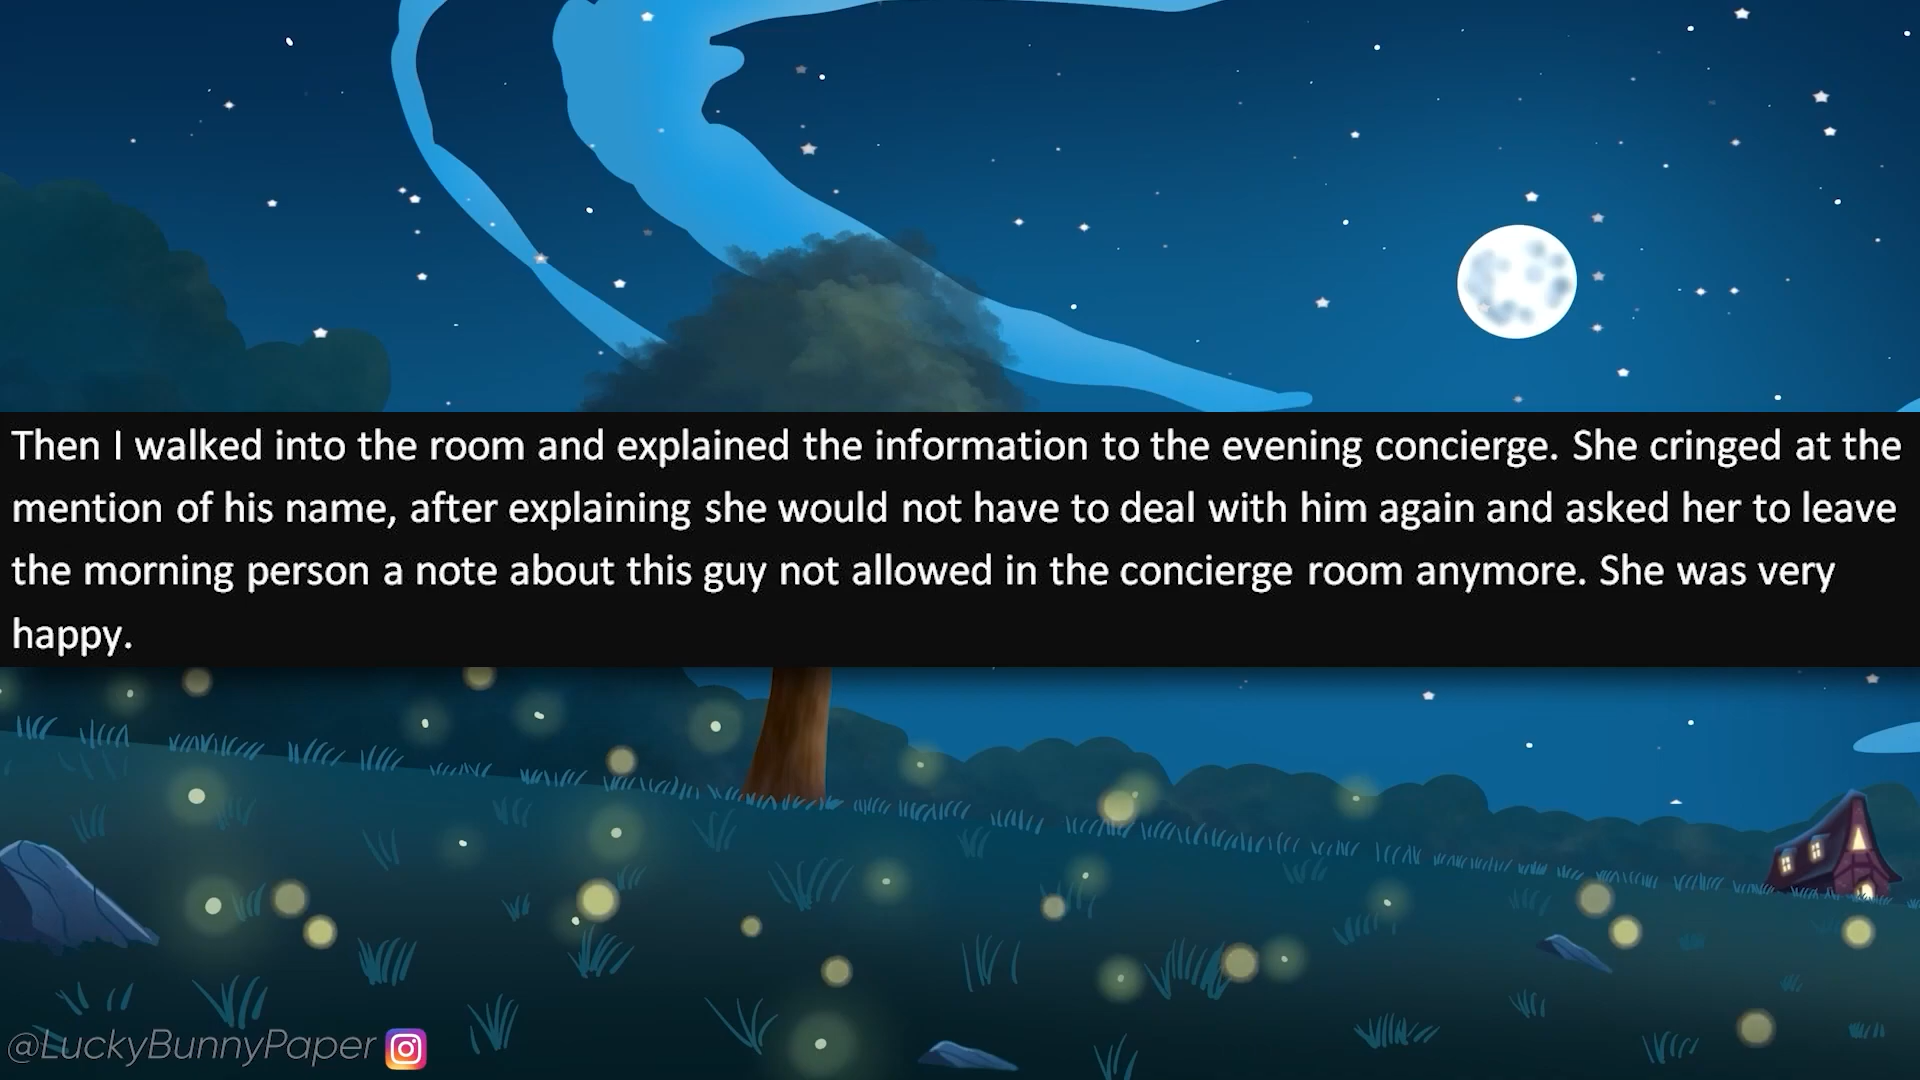 Then I walked into the room and explained the information to the evening concierge. She cringed at the
mention of his name, after explaining she would not have to deal with him again and asked her to leave
the morning person a note about this guy not allowed in the concierge room anymore. She was very
happy.
@LuckyBunnyPaper